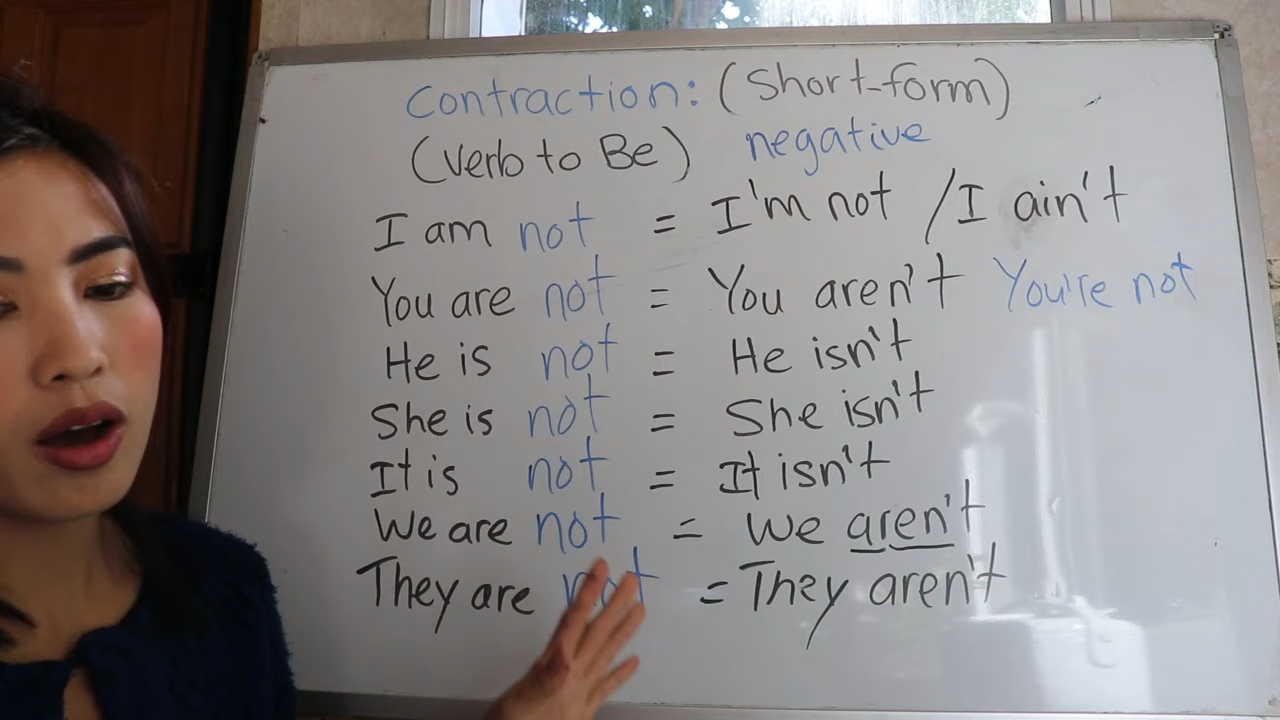 Contraction: (Short-form)
(Verb to Be) negative
I am not = I'm not / I ain't
You are not = You aren't You're not
He is not = He isn't
She is not = She isn't
It is not = It isn't
We are not = We aren't
They are not = They aren't